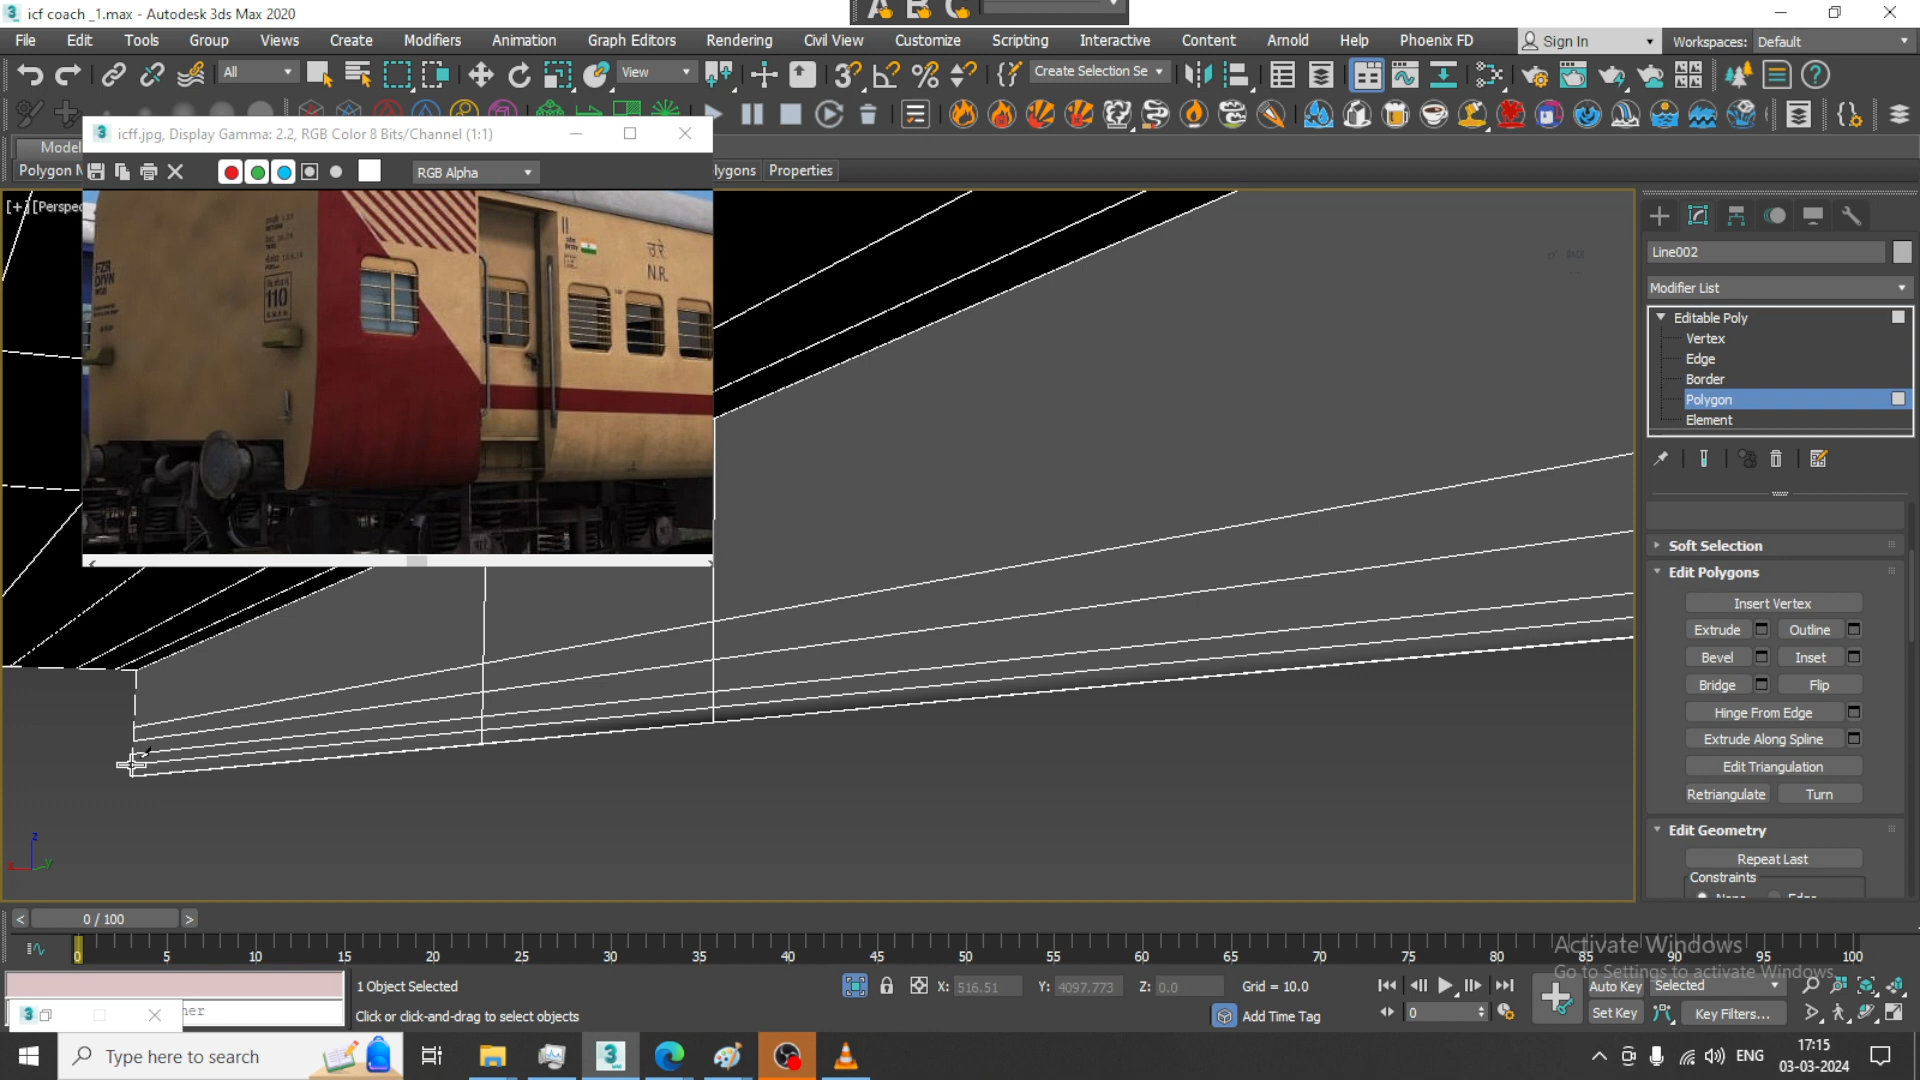 icf coach _1.max - Autodesk 3ds Max 2020
File Edit Tools Group Views Create Modifiers Animation Graph Editors Rendering Civil View Customize Scripting Interactive Content Arnold Help Phoenix FD Sign In Workspaces: Default
All View Create Selection Se
icff.jpg, Display Gamma: 2.2, RGB Color 8 Bits/Channel (1:1)
Model
Polygon M
RGB Alpha
lygons Properties
[+] [Perspec
FZR
DIVN
110
उ.रे
N.R.
Line002
Modifier List
Editable Poly
Vertex
Edge
Border
Polygon
Element
Soft Selection
Edit Polygons
Insert Vertex
Extrude Outline
Bevel Inset
Bridge Flip
Hinge From Edge
Extrude Along Spline
Edit Triangulation
Retriangulate Turn
Edit Geometry
Repeat Last
Constraints
z
x y
< 0 / 100 >
0 5 10 15 20 25 30 35 40 45 50 55 60 65 70 75 80 85 90 95 100
Activate Windows
Go to Settings to activate Windows.
1 Object Selected X: 516.51 Y: 4097.773 Z: 0.0 Grid = 10.0 Auto Key Selected
Click or click-and-drag to select objects Add Time Tag 0 Set Key Key Filters...
Type here to search
ENG
17:15
03-03-2024